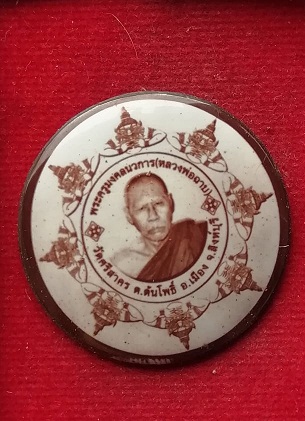 พระครูมงคลนวการ(หลวงพ่อฉาบ)
วัดศรีสาคร ต.ต้นโพธิ์ อ.เมือง จ.สิงห์บุรี